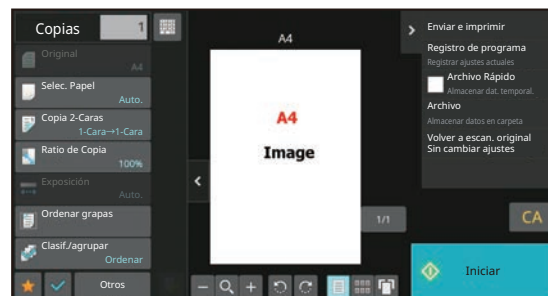 Copias
1
Original
A4
Selec. Papel
Auto.
Copia 2-Caras
1-Cara→1-Cara
Ratio de Copia
100%
Exposición
Auto.
Ordenar grapas
Clasif./agrupar
Ordenar
Otros
A4
A4
Image
1/1
Enviar e imprimir
Registro de programa
Registrar ajustes actuales
Archivo Rápido
Almacenar dat. temporal.
Archivo
Almacenar datos en carpeta
Volver a escan. original
Sin cambiar ajustes
CA
Iniciar